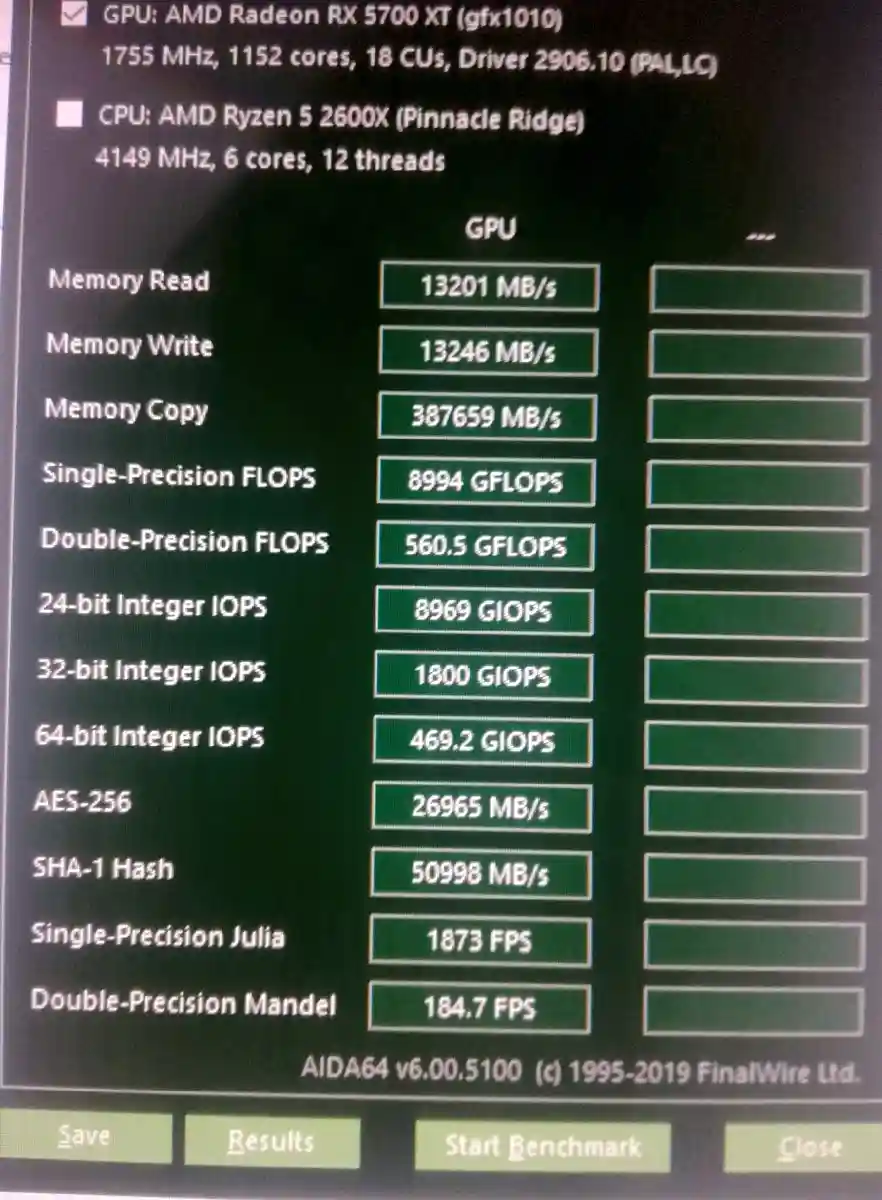 GPU: AMD Radeon RX 5700 XT (gfx1010)
1755 MHz, 1152 cores, 18 CUs, Driver 2906.10 (PAL,LC)
CPU: AMD Ryzen 5 2600X (Pinnacle Ridge)
4149 MHz, 6 cores, 12 threads
GPU ---
Memory Read 13201 MB/s
Memory Write 13246 MB/s
Memory Copy 387659 MB/s
Single-Precision FLOPS 8994 GFLOPS
Double-Precision FLOPS 560.5 GFLOPS
24-bit Integer IOPS 8969 GIOPS
32-bit Integer IOPS 1800 GIOPS
64-bit Integer IOPS 469.2 GIOPS
AES-256 26965 MB/s
SHA-1 Hash 50998 MB/s
Single-Precision Julia 1873 FPS
Double-Precision Mandel 184.7 FPS
AIDA64 v6.00.5100 (c) 1995-2019 FinalWire Ltd.
Save Results Start Benchmark Close